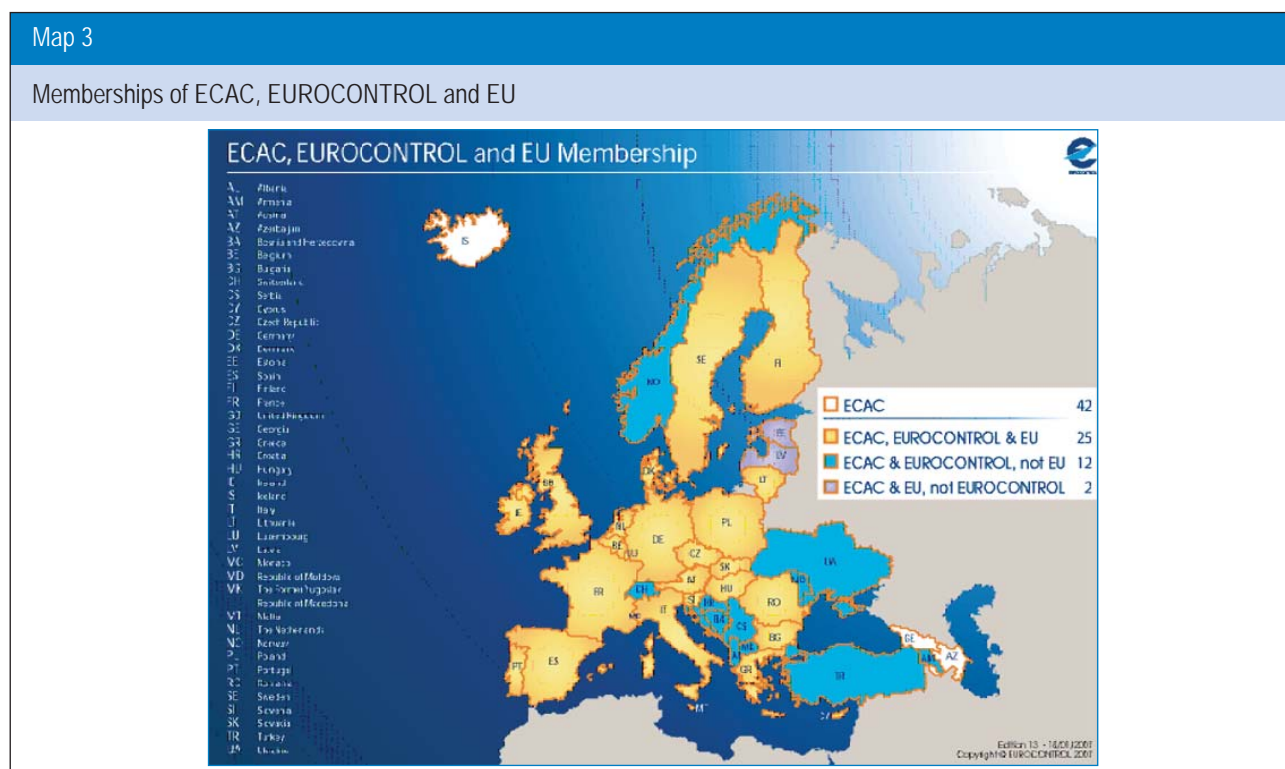 Map 3
Memberships of ECAC, EUROCONTROL and EU
ECAC, EUROCONTROL and EU Membership
AL Albania
AM Armenia
AT Austria
AZ Azerbaijan
BA Bosnia and Herzegovina
BE Belgium
BG Bulgaria
CH Switzerland
CS Serbia
CY Cyprus
CZ Czech Republic
DE Germany
DK Denmark
EE Estonia
ES Spain
FI Finland
FR France
GB United Kingdom
GE Georgia
GR Greece
HR Croatia
HU Hungary
IE Ireland
IS Iceland
IT Italy
LT Lithuania
LU Luxembourg
LV Latvia
MC Monaco
MD Republic of Moldova
MK The Former Yugoslav
Republic of Macedonia
MT Malta
NL The Netherlands
NO Norway
PL Poland
PT Portugal
RO Romania
SE Sweden
SI Slovenia
SK Slovakia
TR Turkey
UA Ukraine
IS
NO
SE
FI
EE
LV
LT
DK
GB
IE
NL
BE
LU
DE
PL
CZ
SK
AT
HU
CH
FR
IT
SI
HR
BA
CS
RO
BG
MD
UA
MC
PT
ES
AL
MK
GR
TR
GE
AM
AZ
MT
CY
ECAC 42
ECAC, EUROCONTROL & EU 25
ECAC & EUROCONTROL, not EU 12
ECAC & EU, not EUROCONTROL 2
Copyright © EUROCONTROL 2007